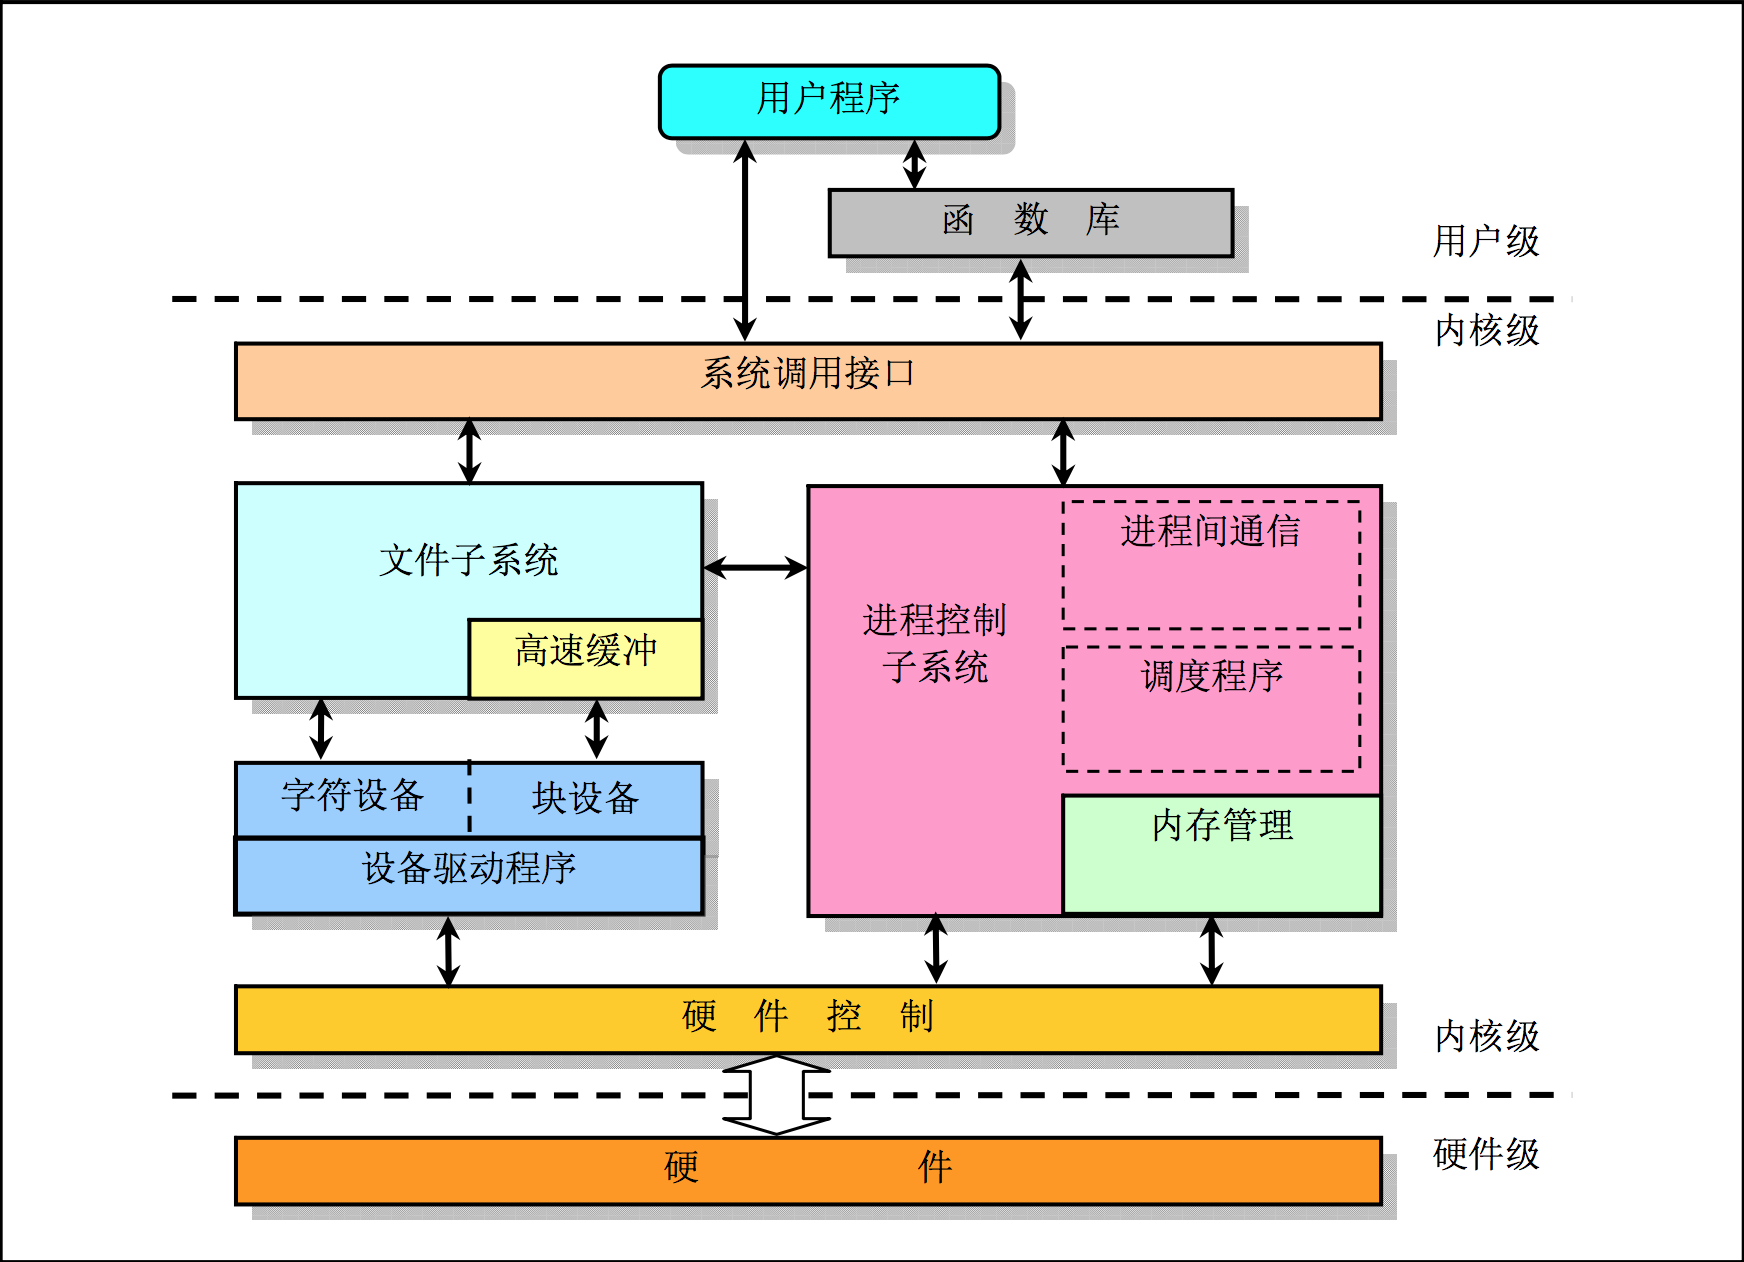 用户程序
函 数 库
用户级
内核级
系统调用接口
文件子系统
高速缓冲
进程控制
子系统
进程间通信
调度程序
内存管理
字符设备
块设备
设备驱动程序
硬 件 控 制
内核级
硬 件
硬件级